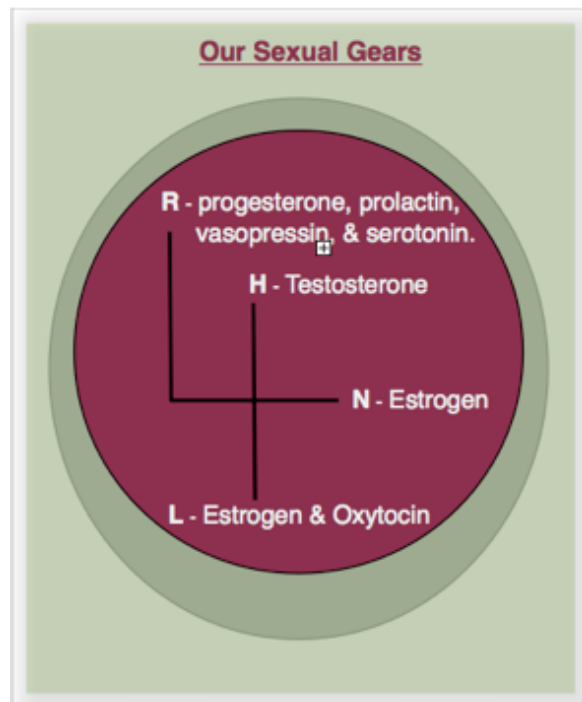 Our Sexual Gears
R - progesterone, prolactin,
vasopressin, & serotonin.
H - Testosterone
N - Estrogen
L - Estrogen & Oxytocin